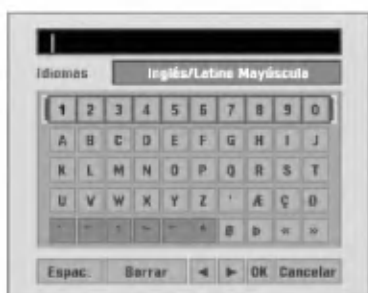 Idiomas Inglés/Latino Mayúscula
1 2 3 4 5 6 7 8 9 0
A B C D E F G H I J
K L M N O P Q R S T
U V W X Y Z ' Æ Ç
Þ « »
Espac. Borrar ◄ ► OK Cancelar